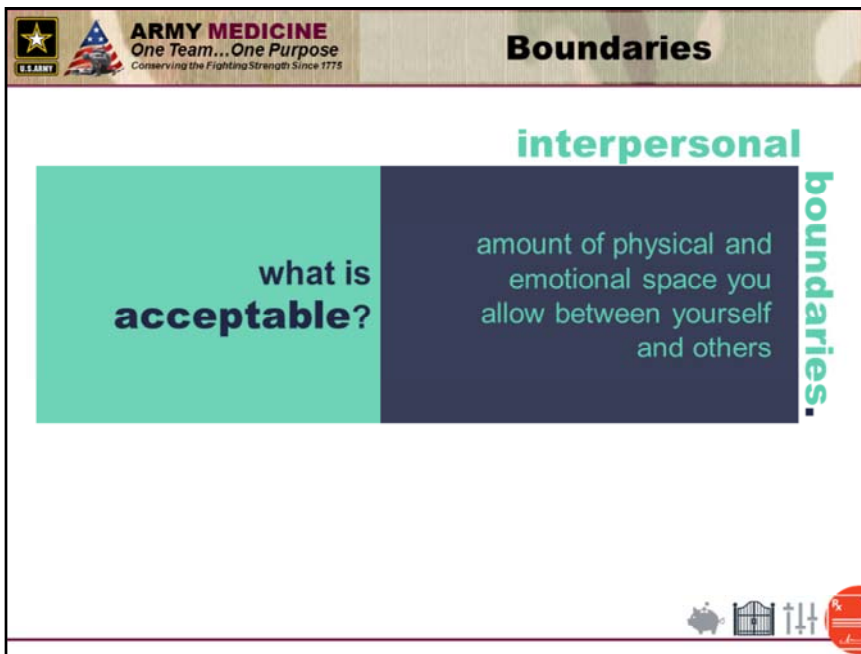 U.S.ARMY
ARMY MEDICINE
One Team...One Purpose
Conserving the Fighting Strength Since 1775
Boundaries
interpersonal
boundaries.
what is
acceptable?
amount of physical and
emotional space you
allow between yourself
and others
Rx